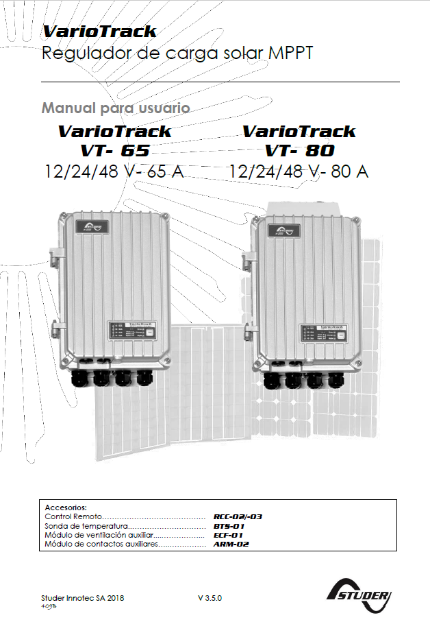 VarioTrack
Regulador de carga solar MPPT
Manual para usuario
VarioTrack VarioTrack
VT- 65 VT- 80
12/24/48 V- 65 A 12/24/48 V- 80 A
STUDER STUDER
Accesorios:
Control Remoto............................................. RCC-02/-03
Sonda de temperatura................................. BTS-01
Módulo de ventilación auxiliar..................... ECF-01
Módulo de contactos auxiliares................... ARM-02
Studer Innotec SA 2018 V 3.5.0
STUDER